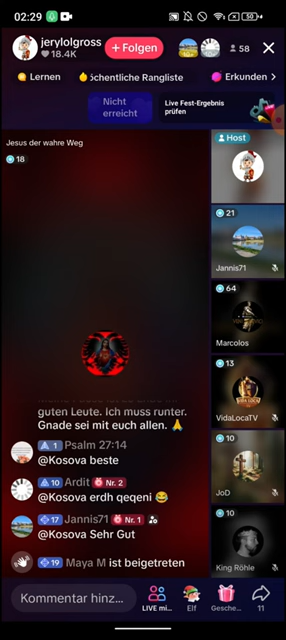 02:29
50
jerylolgross
18.4K
+ Folgen
58
Lernen
öchentliche Rangliste
Erkunden
Nicht
erreicht
Live Fest-Ergebnis
prüfen
Jesus der wahre Weg
18
Host
21
Jannis71
64
Marcolos
13
VidaLocaTV
10
JoD
10
King Röhle
guten Leute. Ich muss runter.
Gnade sei mit euch allen. 🙏
1 Psalm 27:14
@Kosova beste
10 Ardit Nr. 2
@Kosova erdh qeqeni 😂
17 Jannis71 Nr. 1
@Kosova Sehr Gut
19 Maya M ist beigetreten
Kommentar hinz...
LIVE mi...
Elf
Gesche...
11